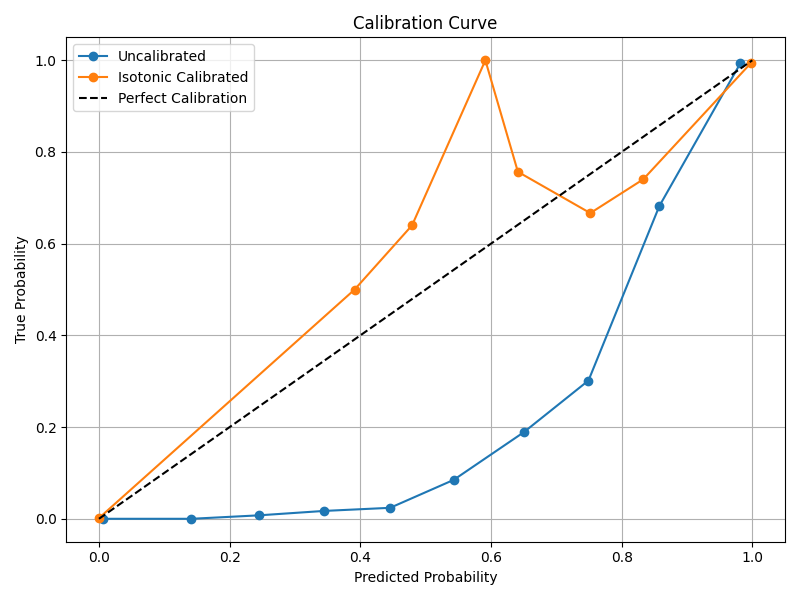 Calibration Curve
Uncalibrated
Isotonic Calibrated
Perfect Calibration
True Probability
1.0
0.8
0.6
0.4
0.2
0.0
0.0 0.2 0.4 0.6 0.8 1.0
Predicted Probability